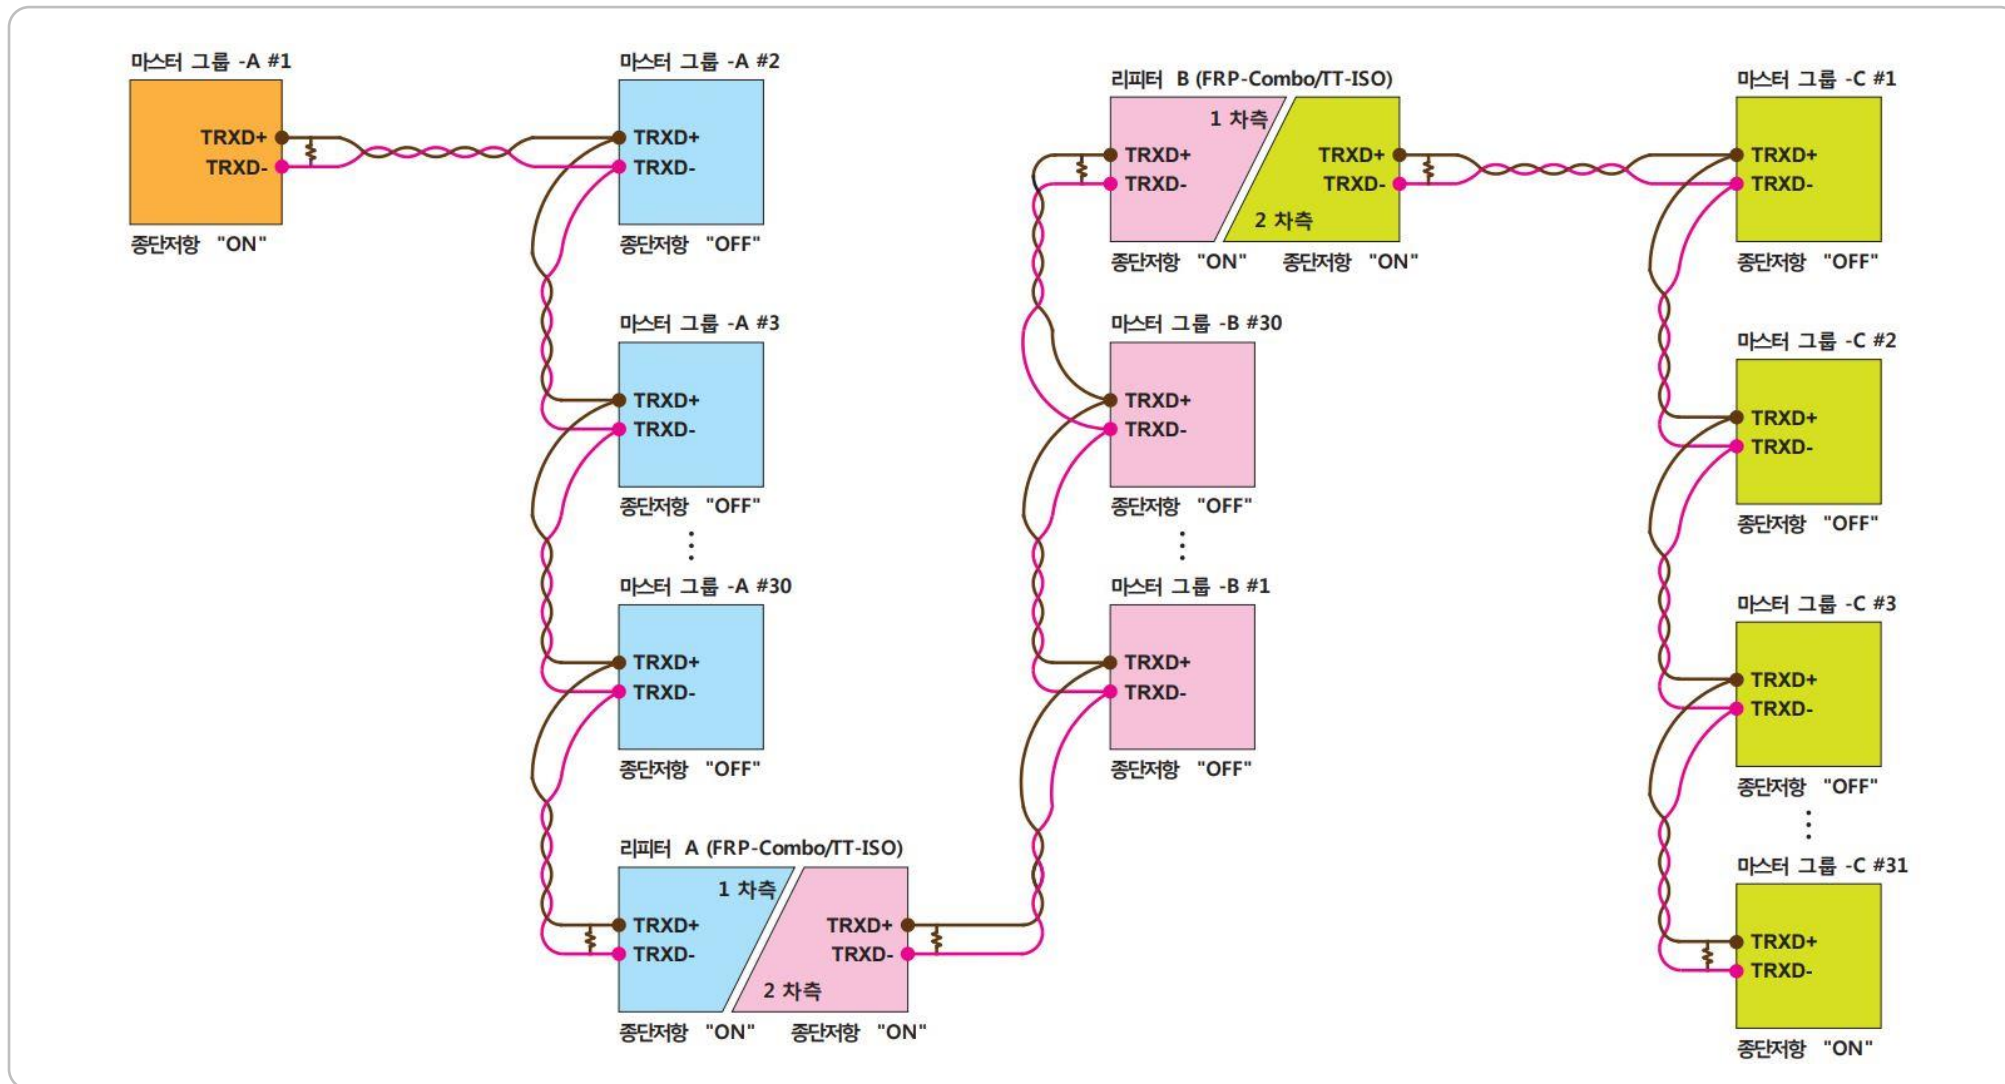 마스터 그룹 -A #1
TRXD+
TRXD-
종단저항 "ON"
마스터 그룹 -A #2
TRXD+
TRXD-
종단저항 "OFF"
마스터 그룹 -A #3
TRXD+
TRXD-
종단저항 "OFF"
마스터 그룹 -A #30
TRXD+
TRXD-
종단저항 "OFF"
리피터 A (FRP-Combo/TT-ISO)
1 차측
TRXD+
TRXD-
TRXD+
TRXD-
2 차측
종단저항 "ON"
종단저항 "ON"
리피터 B (FRP-Combo/TT-ISO)
1 차측
TRXD+
TRXD-
TRXD+
TRXD-
2 차측
종단저항 "ON"
종단저항 "ON"
마스터 그룹 -B #30
TRXD+
TRXD-
종단저항 "OFF"
마스터 그룹 -B #1
TRXD+
TRXD-
종단저항 "OFF"
마스터 그룹 -C #1
TRXD+
TRXD-
종단저항 "OFF"
마스터 그룹 -C #2
TRXD+
TRXD-
종단저항 "OFF"
마스터 그룹 -C #3
TRXD+
TRXD-
종단저항 "OFF"
마스터 그룹 -C #31
TRXD+
TRXD-
종단저항 "ON"